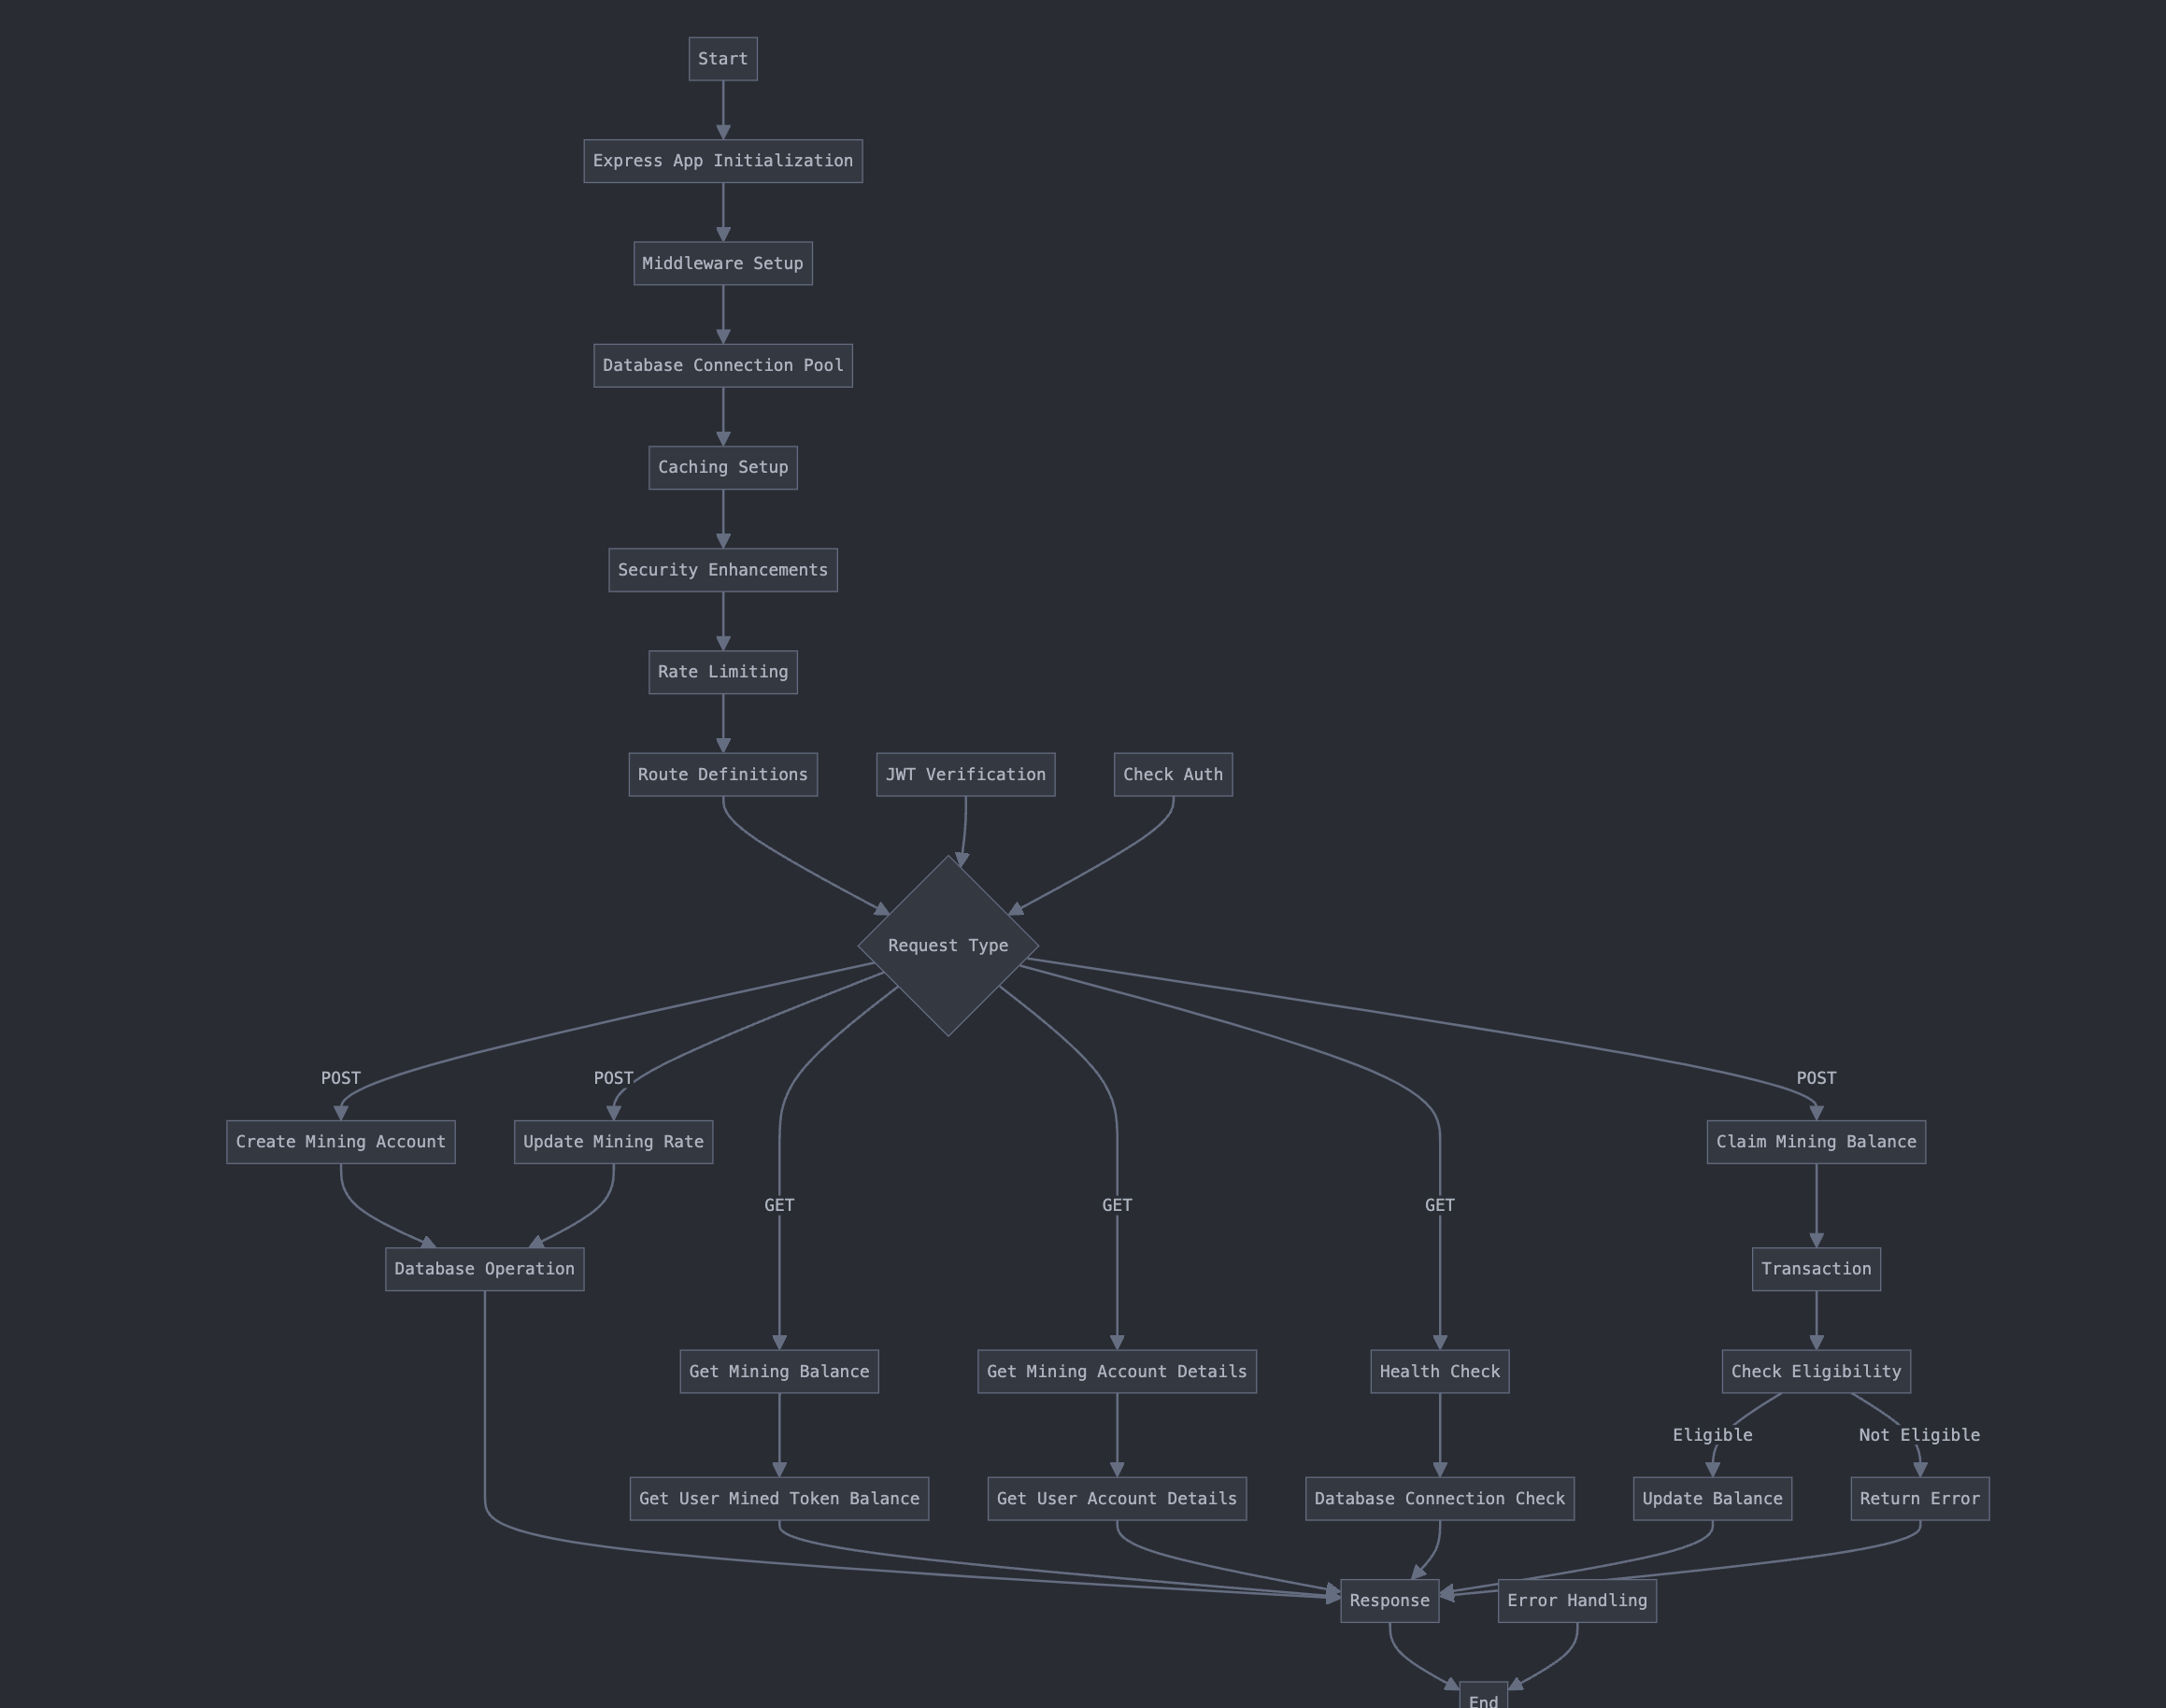 Start
Express App Initialization
Middleware Setup
Database Connection Pool
Caching Setup
Security Enhancements
Rate Limiting
Route Definitions
JWT Verification
Check Auth
Request Type
POST
POST
POST
Create Mining Account
Update Mining Rate
Claim Mining Balance
GET
GET
GET
Database Operation
Transaction
Get Mining Balance
Get Mining Account Details
Health Check
Check Eligibility
Eligible
Not Eligible
Get User Mined Token Balance
Get User Account Details
Database Connection Check
Update Balance
Return Error
Response
Error Handling
End